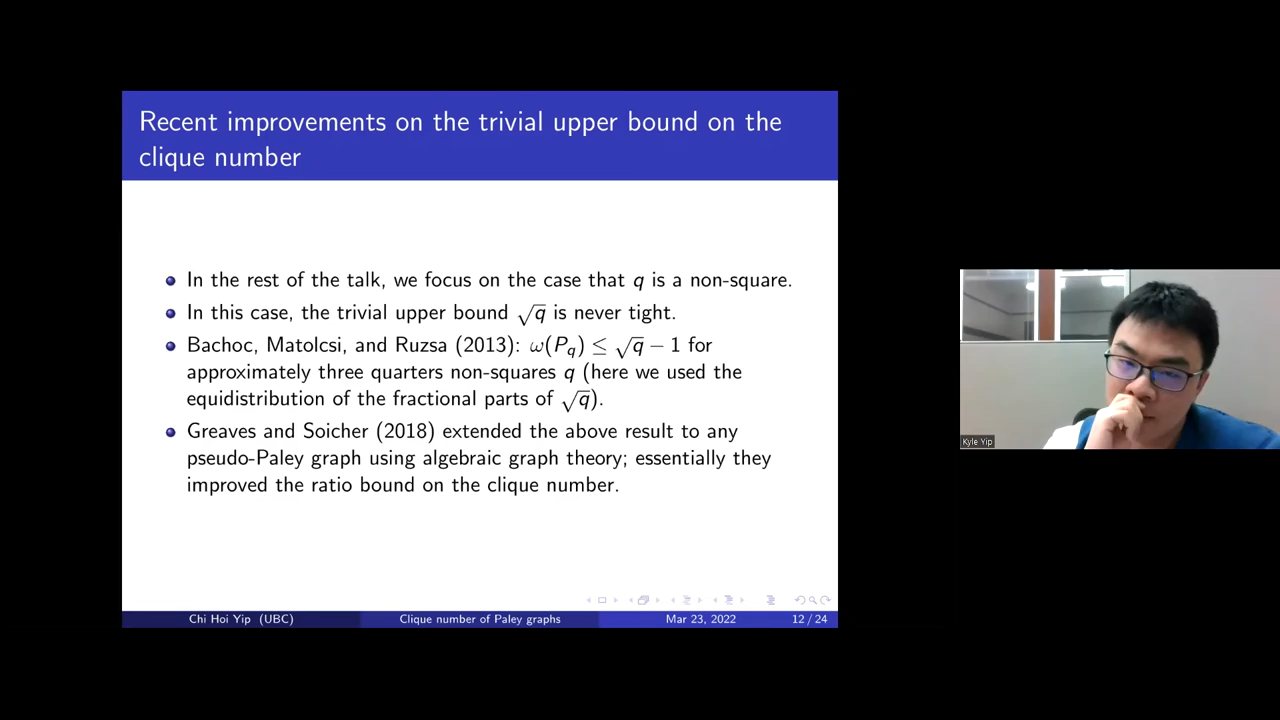 Recent improvements on the trivial upper bound on the
clique number
In the rest of the talk, we focus on the case that q is a non-square.
In this case, the trivial upper bound √q is never tight.
Bachoc, Matolcsi, and Ruzsa (2013): ω(P_q) ≤ √q − 1 for
approximately three quarters non-squares q (here we used the
equidistribution of the fractional parts of √q).
Greaves and Soicher (2018) extended the above result to any
pseudo-Paley graph using algebraic graph theory; essentially they
improved the ratio bound on the clique number.
Kyle Yip
Chi Hoi Yip (UBC)
Clique number of Paley graphs
Mar 23, 2022
12 / 24